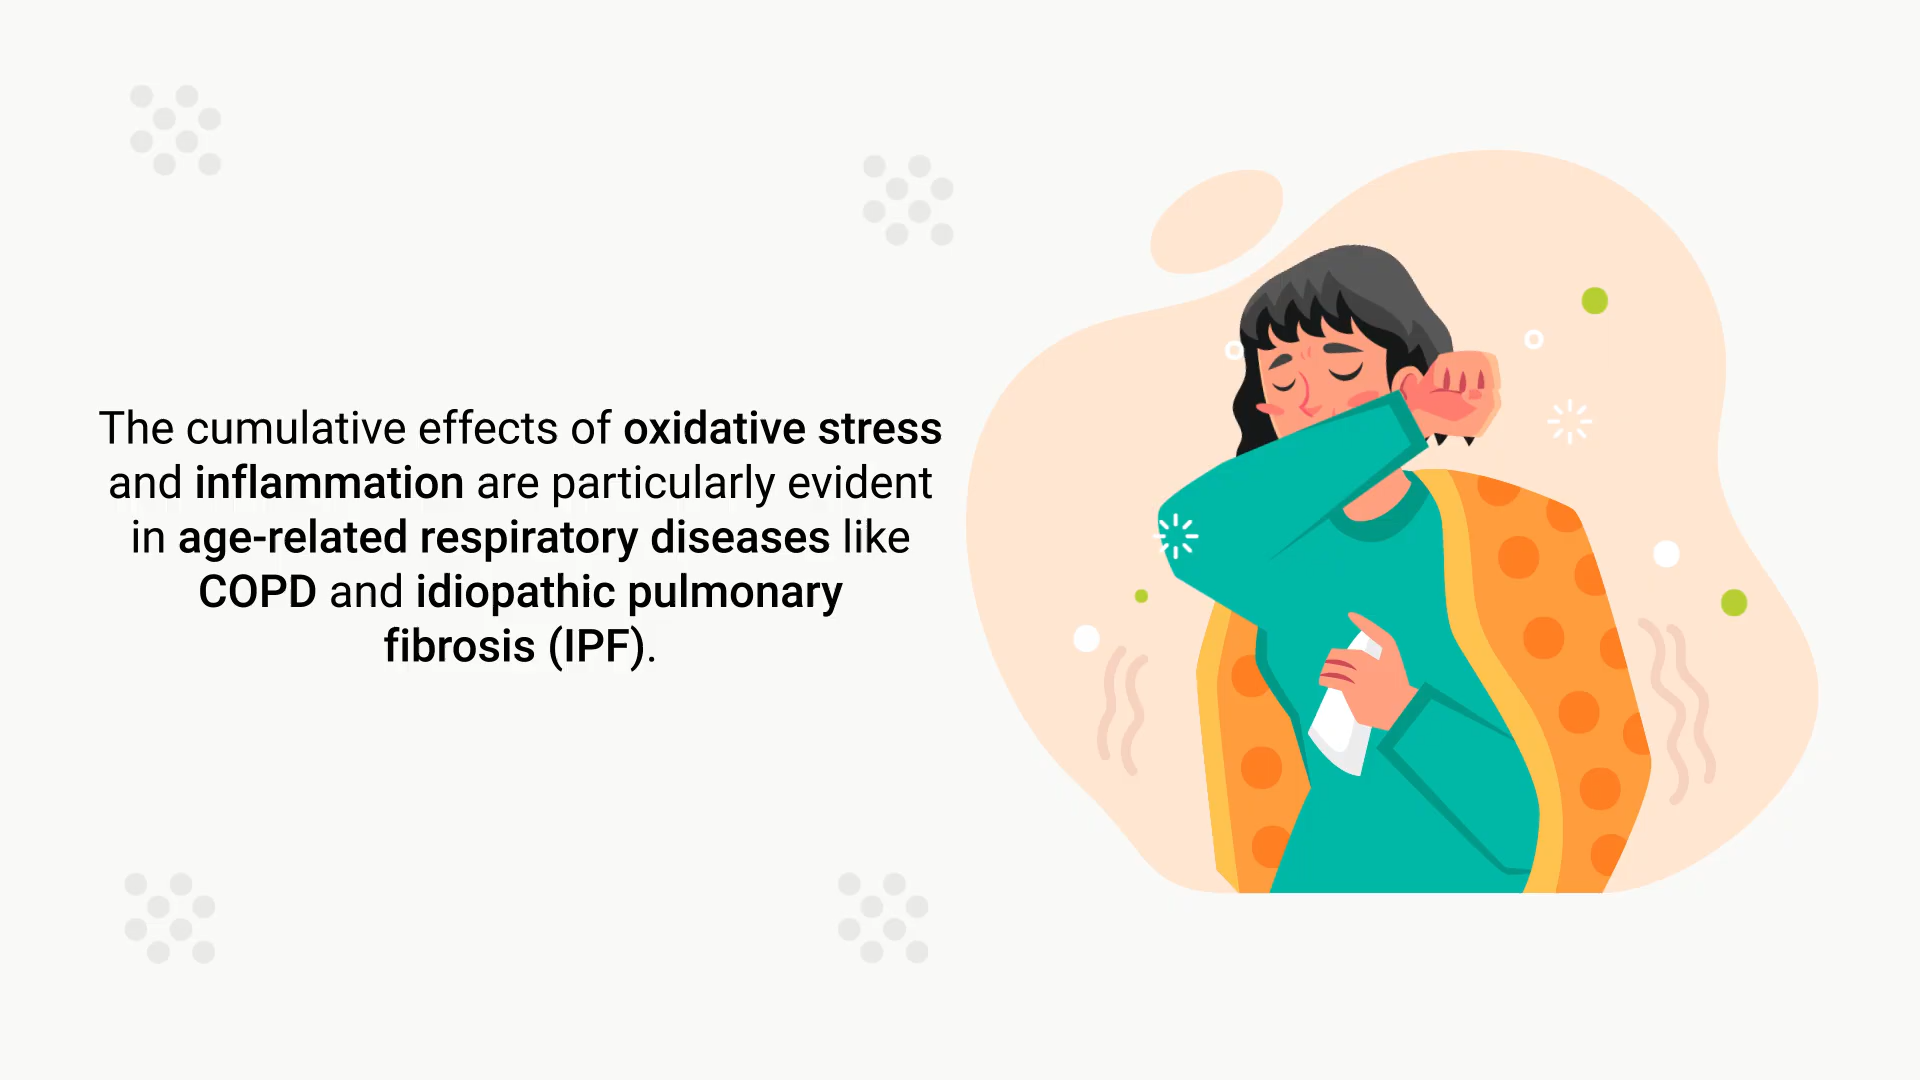 The cumulative effects of oxidative stress
and inflammation are particularly evident
in age-related respiratory diseases like
COPD and idiopathic pulmonary
fibrosis (IPF).